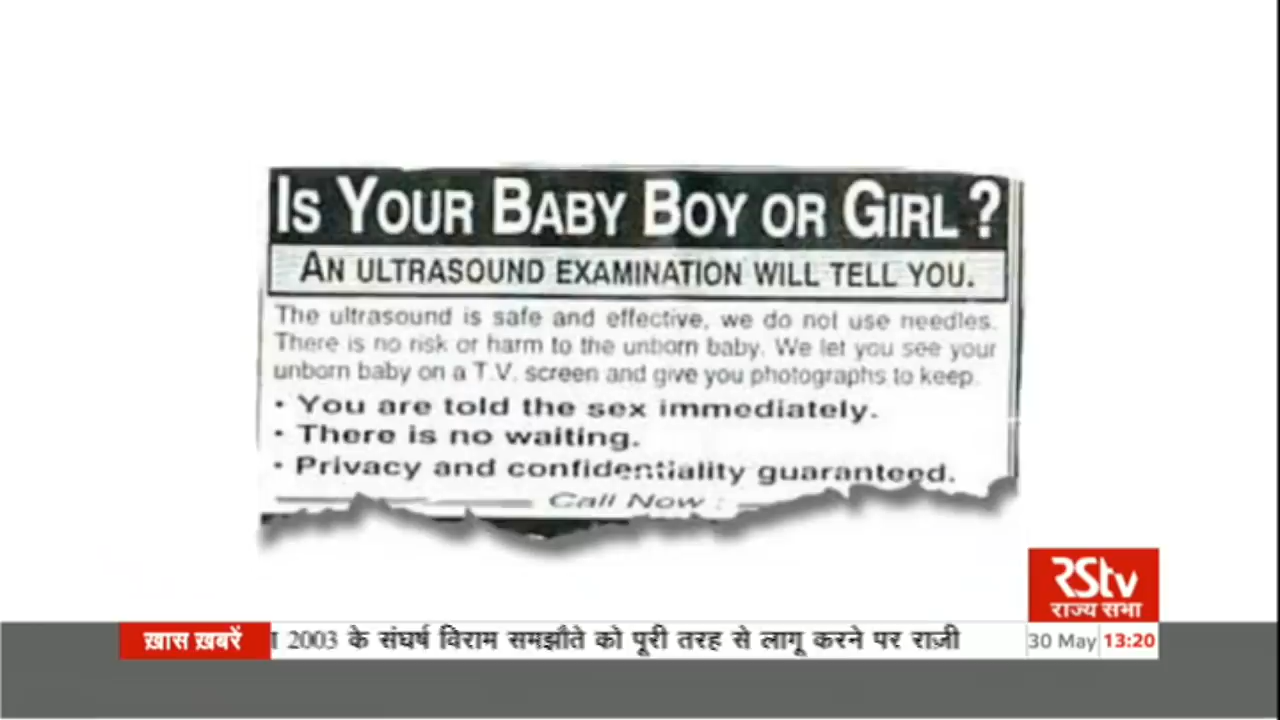 IS YOUR BABY BOY OR GIRL ?
AN ULTRASOUND EXAMINATION WILL TELL YOU.
The ultrasound is safe and effective, we do not use needles.
There is no risk or harm to the unborn baby. We let you see your
unborn baby on a T.V. screen and give you photographs to keep.
• You are told the sex immediately.
• There is no waiting.
• Privacy and confidentiality guaranteed.
Call Now :
RStv
राज्य सभा
ख़ास ख़बरें
2003 के संघर्ष विराम समझौते को पूरी तरह से लागू करने पर राज़ी
30 May 13:20